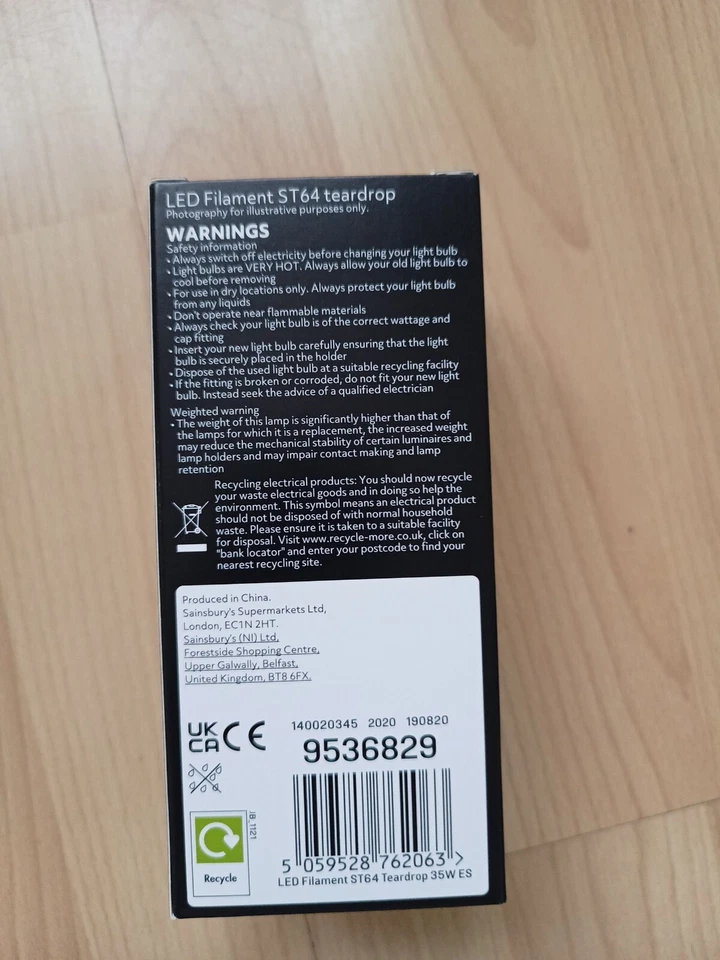 LED Filament ST64 teardrop
Photography for illustrative purposes only.
WARNINGS
Safety information
• Always switch off electricity before changing your light bulb
• Light bulbs are VERY HOT. Always allow your old light bulb to
cool before removing
• For use in dry locations only. Always protect your light bulb
from any liquids
• Don't operate near flammable materials
• Always check your light bulb is of the correct wattage and
cap fitting
• Insert your new light bulb carefully ensuring that the light
bulb is securely placed in the holder
• Dispose of the used light bulb at a suitable recycling facility
• If the fitting is broken or corroded, do not fit your new light
bulb. Instead seek the advice of a qualified electrician
Weighted warning
• The weight of this lamp is significantly higher than that of
the lamps for which it is a replacement, the increased weight
may reduce the mechanical stability of certain luminaires and
lamp holders and may impair contact making and lamp
retention
Recycling electrical products: You should now recycle
your waste electrical goods and in doing so help the
environment. This symbol means an electrical product
should not be disposed of with normal household
waste. Please ensure it is taken to a suitable facility
for disposal. Visit www.recycle-more.co.uk, click on
"bank locator" and enter your postcode to find your
nearest recycling site.
Produced in China.
Sainsbury's Supermarkets Ltd,
London, EC1N 2HT.
Sainsbury's (NI) Ltd,
Forestside Shopping Centre,
Upper Galwally, Belfast,
United Kingdom, BT8 6FX.
UK
CA CE
140020345 2020 190820
9536829
JB_1121
Recycle
5 059528 762063 >
LED Filament ST64 Teardrop 35W ES